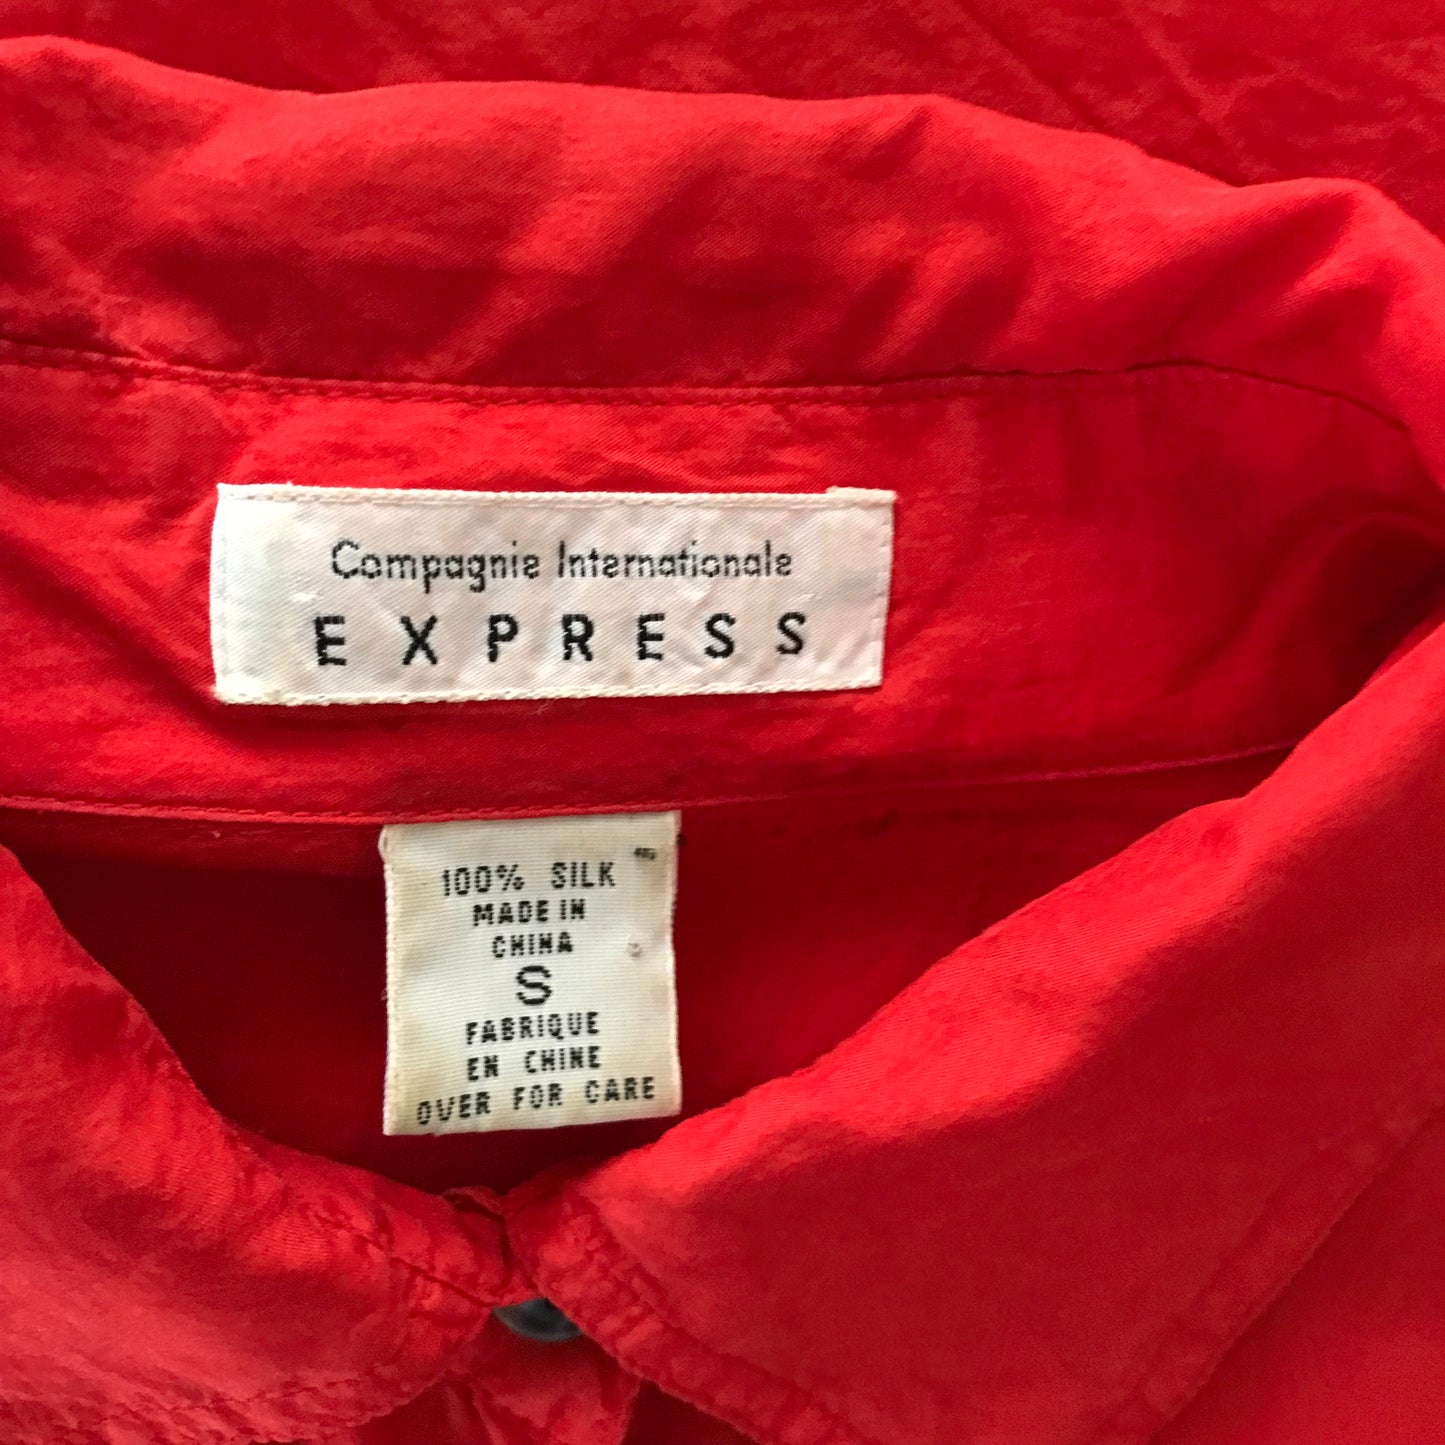 Compagnie Internationale
EXPRESS
100% SILK
MADE IN
CHINA
S
FABRIQUE
EN CHINE
OVER FOR CARE